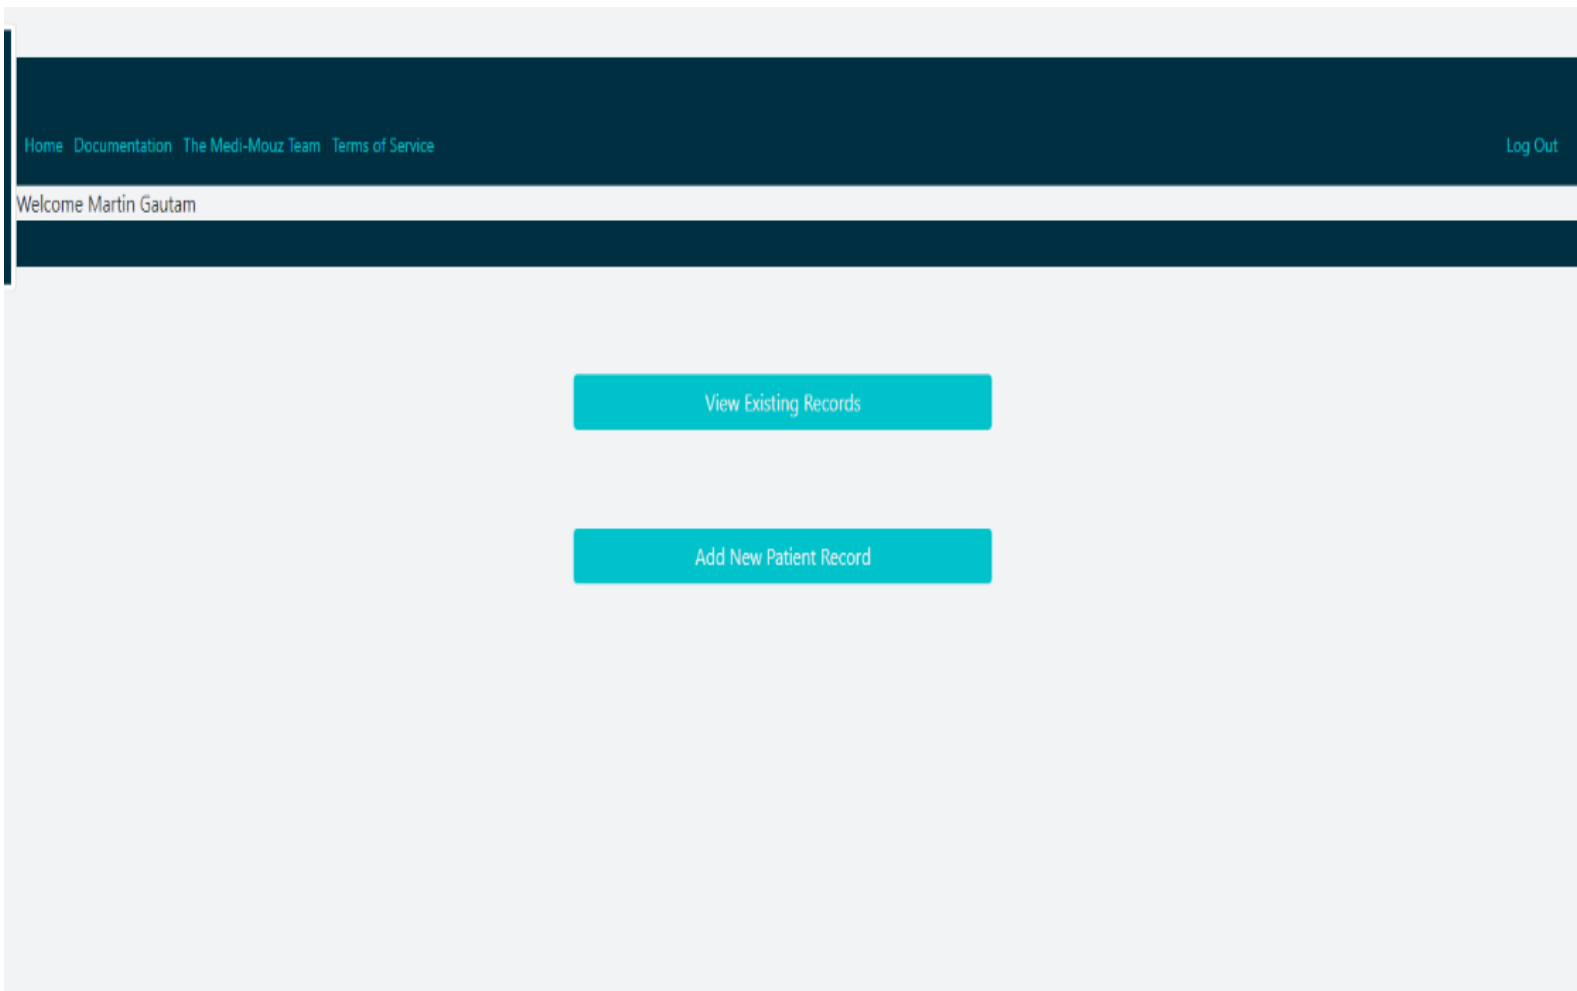 Home Documentation The Medi-Mouz Team Terms of Service Log Out
Welcome Martin Gautam
View Existing Records
Add New Patient Record